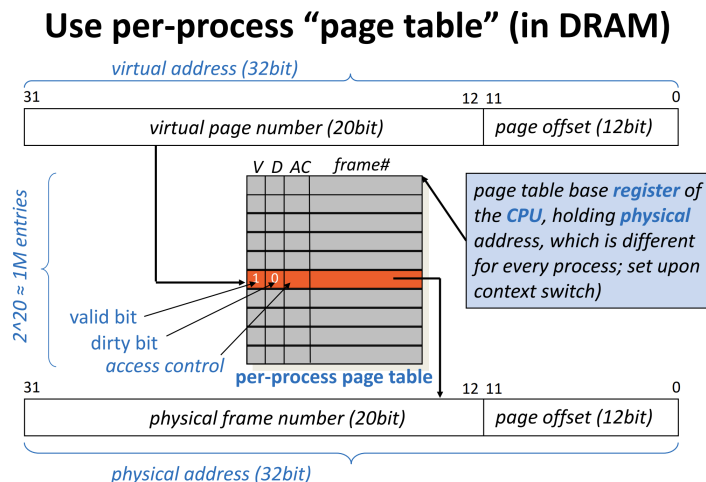 Use per-process “page table” (in DRAM)
virtual address (32bit)
31 12 11 0
virtual page number (20bit) page offset (12bit)
V D AC frame#
2^20 ≈ 1M entries
page table base register of
the CPU, holding physical
address, which is different
for every process; set upon
context switch)
1 0
valid bit
dirty bit
access control
per-process page table
31 12 11 0
physical frame number (20bit) page offset (12bit)
physical address (32bit)